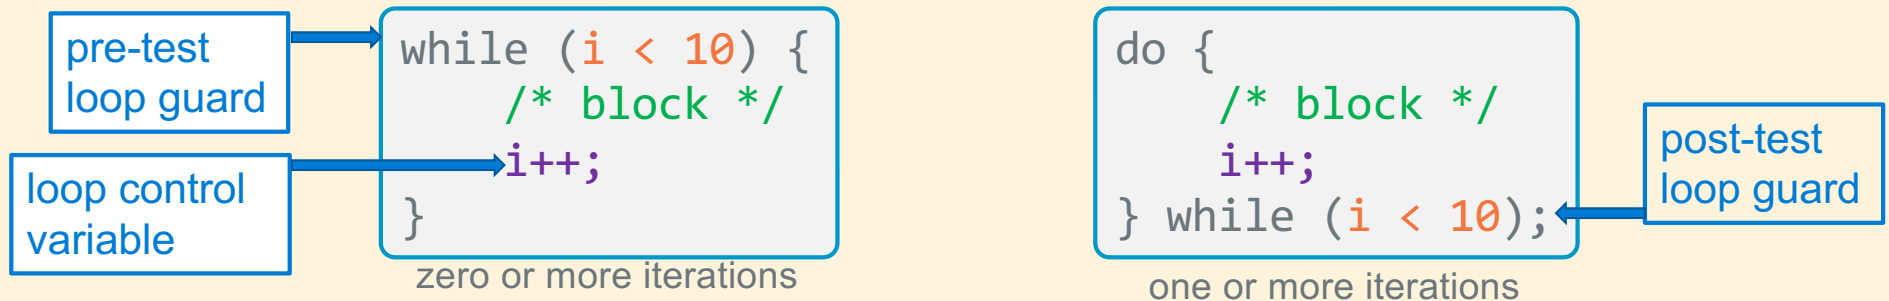 pre-test
loop guard
loop control
variable
while (i < 10) {
/* block */
i++;
}
zero or more iterations
do {
/* block */
i++;
} while (i < 10);
one or more iterations
post-test
loop guard